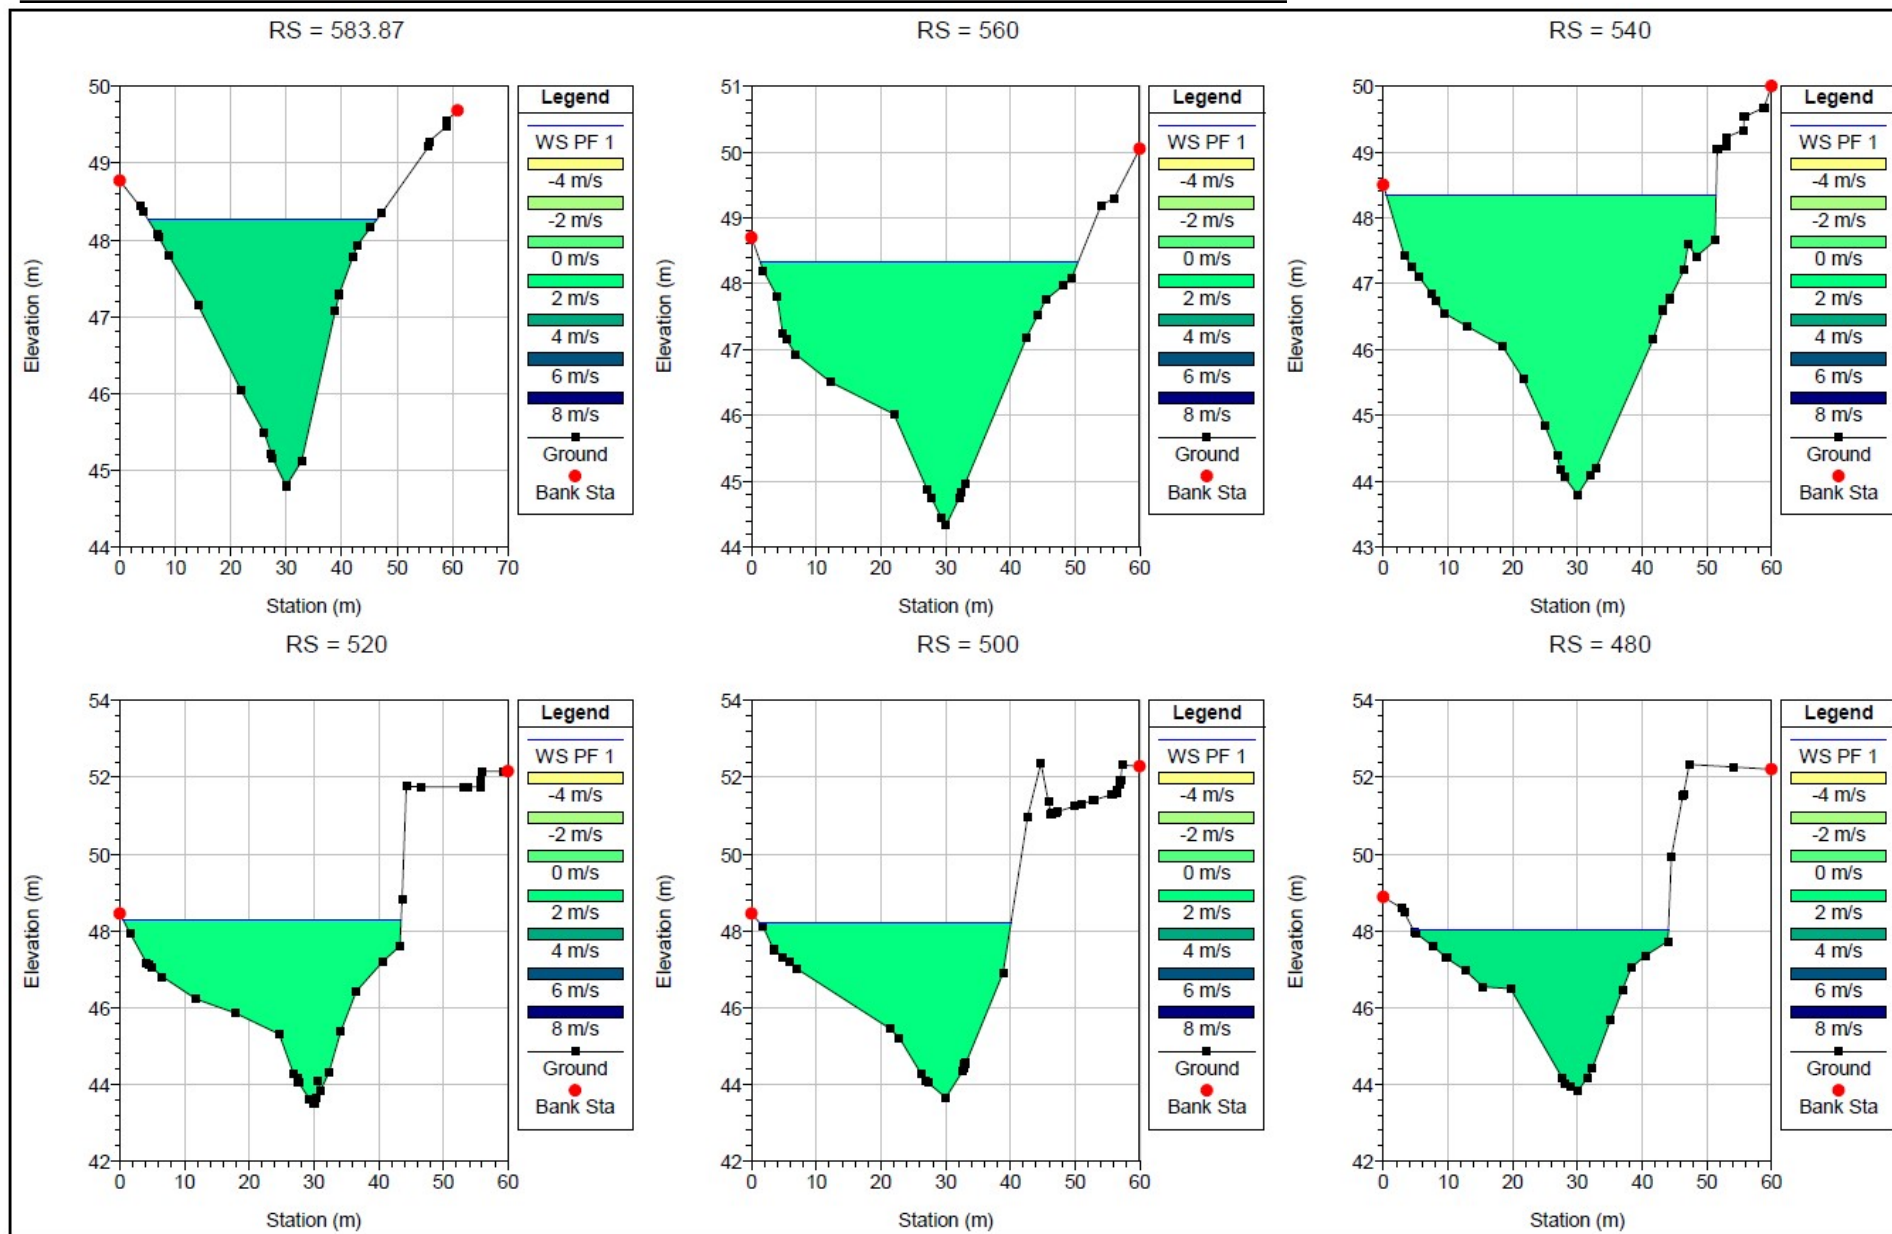 RS = 583.87
50
49
48
47
46
45
44
0 10 20 30 40 50 60 70
Elevation (m)
Station (m)
Legend
WS PF 1
-4 m/s
-2 m/s
0 m/s
2 m/s
4 m/s
6 m/s
8 m/s
Ground
Bank Sta
RS = 560
51
50
49
48
47
46
45
44
0 10 20 30 40 50 60
Elevation (m)
Station (m)
Legend
WS PF 1
-4 m/s
-2 m/s
0 m/s
2 m/s
4 m/s
6 m/s
8 m/s
Ground
Bank Sta
RS = 540
50
49
48
47
46
45
44
43
0 10 20 30 40 50 60
Elevation (m)
Station (m)
Legend
WS PF 1
-4 m/s
-2 m/s
0 m/s
2 m/s
4 m/s
6 m/s
8 m/s
Ground
Bank Sta
RS = 520
54
52
50
48
46
44
42
0 10 20 30 40 50 60
Elevation (m)
Station (m)
Legend
WS PF 1
-4 m/s
-2 m/s
0 m/s
2 m/s
4 m/s
6 m/s
8 m/s
Ground
Bank Sta
RS = 500
54
52
50
48
46
44
42
0 10 20 30 40 50 60
Elevation (m)
Station (m)
Legend
WS PF 1
-4 m/s
-2 m/s
0 m/s
2 m/s
4 m/s
6 m/s
8 m/s
Ground
Bank Sta
RS = 480
54
52
50
48
46
44
42
0 10 20 30 40 50 60
Elevation (m)
Station (m)
Legend
WS PF 1
-4 m/s
-2 m/s
0 m/s
2 m/s
4 m/s
6 m/s
8 m/s
Ground
Bank Sta